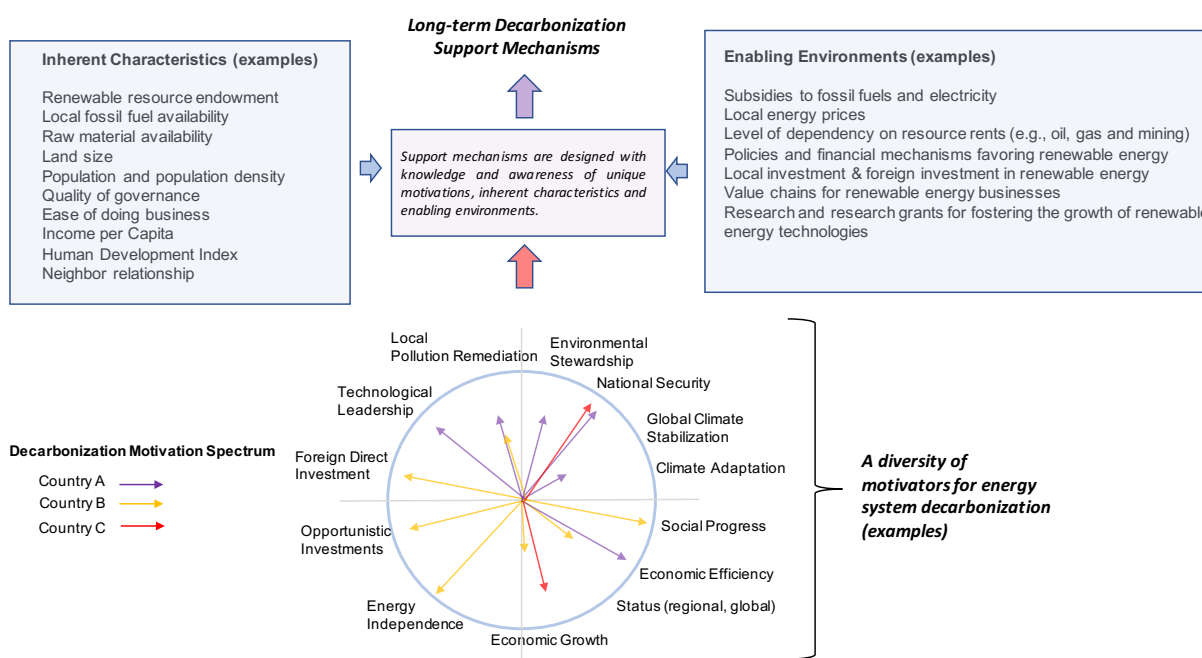 Long-term Decarbonization
Support Mechanisms
Inherent Characteristics (examples)
Renewable resource endowment
Local fossil fuel availability
Raw material availability
Land size
Population and population density
Quality of governance
Ease of doing business
Income per Capita
Human Development Index
Neighbor relationship
Support mechanisms are designed with
knowledge and awareness of unique
motivations, inherent characteristics and
enabling environments.
Enabling Environments (examples)
Subsidies to fossil fuels and electricity
Local energy prices
Level of dependency on resource rents (e.g., oil, gas and mining)
Policies and financial mechanisms favoring renewable energy
Local investment & foreign investment in renewable energy
Value chains for renewable energy businesses
Research and research grants for fostering the growth of renewable
energy technologies
Local
Pollution Remediation
Environmental
Stewardship
National Security
Technological
Leadership
Global Climate
Stabilization
Foreign Direct
Investment
Climate Adaptation
Opportunistic
Investments
Social Progress
Economic Efficiency
Energy
Independence
Status (regional, global)
Economic Growth
Decarbonization Motivation Spectrum
Country A
Country B
Country C
A diversity of
motivators for energy
system decarbonization
(examples)